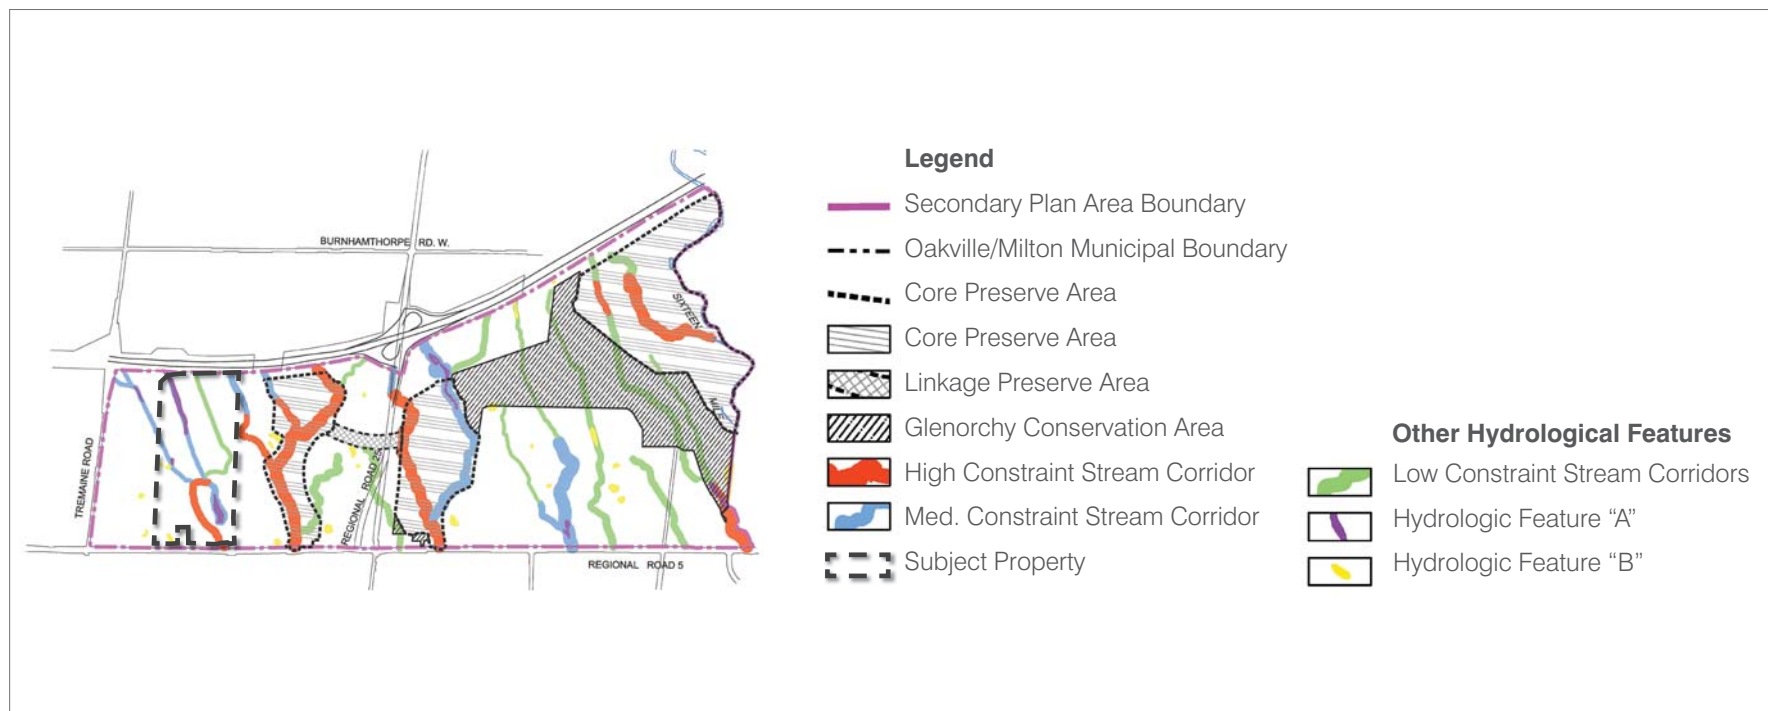 BURNHAMTHORPE RD. W.
SIXTEEN
MILE
TREMAINE ROAD
REGIONAL ROAD 25
REGIONAL ROAD 5
Legend
Secondary Plan Area Boundary
Oakville/Milton Municipal Boundary
Core Preserve Area
Core Preserve Area
Linkage Preserve Area
Glenorchy Conservation Area
High Constraint Stream Corridor
Med. Constraint Stream Corridor
Subject Property
Other Hydrological Features
Low Constraint Stream Corridors
Hydrologic Feature “A”
Hydrologic Feature “B”